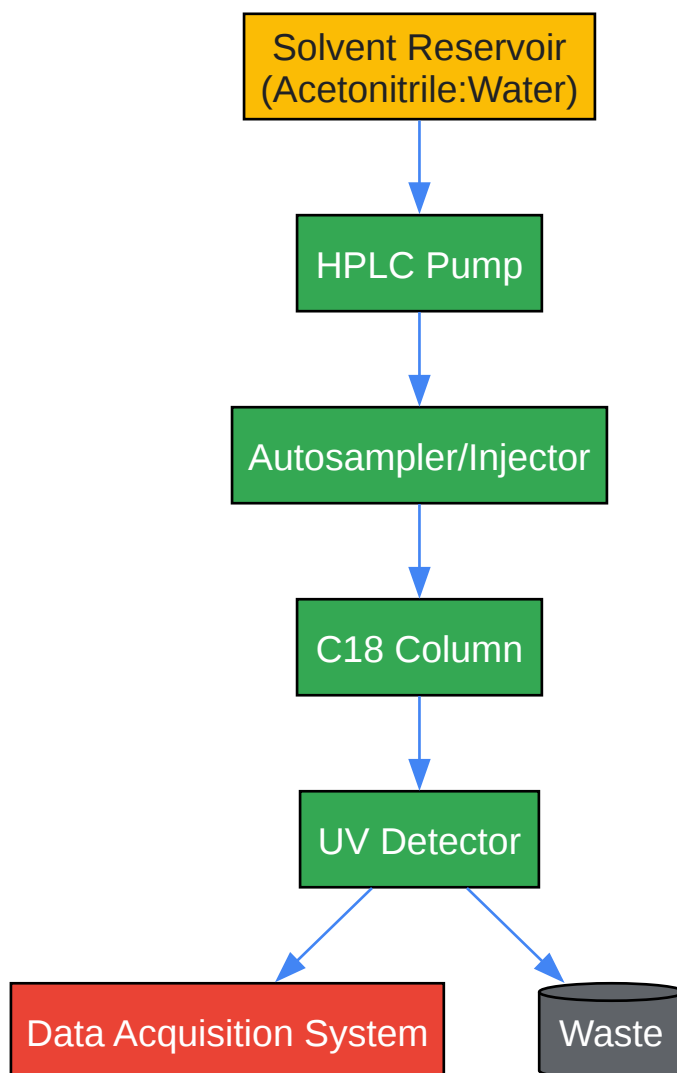 Solvent Reservoir
(Acetonitrile:Water)
HPLC Pump
Autosampler/Injector
C18 Column
UV Detector
Data Acquisition System
Waste